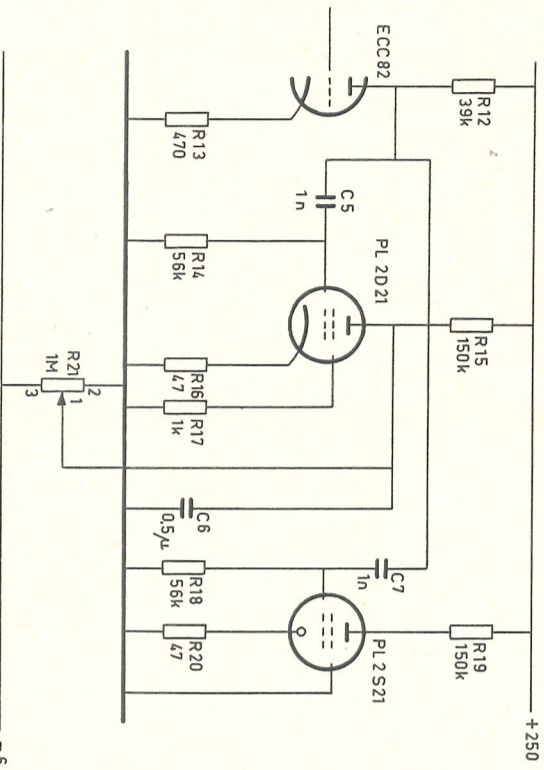 ECC82
R12
39k
R13
470
C5
1n
R14
56k
PL 2D21
R15
150k
R16
47
R17
1k
R21
1M
1
2
3
C6
0,5µ
C7
1n
R18
56k
R20
47
PL 2S21
R19
150k
+250